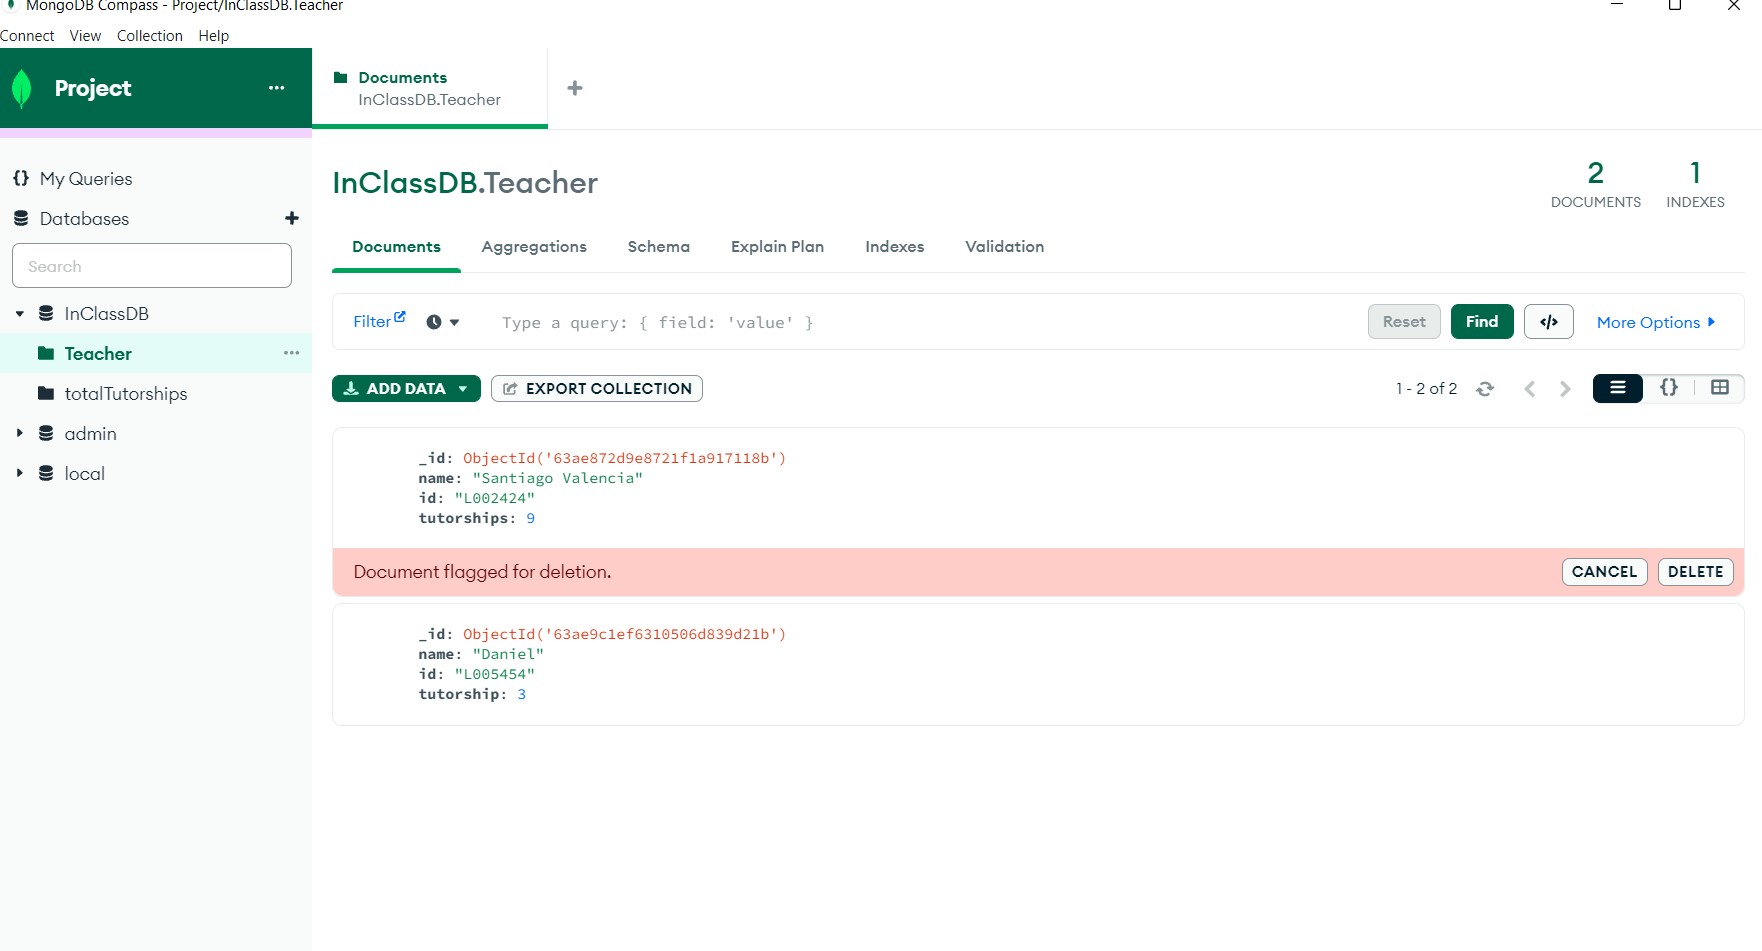 MongoDB Compass - Project/InClassDB.Teacher
Connect View Collection Help
Project
Documents
InClassDB.Teacher
My Queries
Databases
Search
InClassDB
Teacher
totalTutorships
admin
local
InClassDB.Teacher
2
DOCUMENTS
1
INDEXES
Documents Aggregations Schema Explain Plan Indexes Validation
Filter Type a query: { field: 'value' } Reset Find </> More Options
ADD DATA EXPORT COLLECTION 1 - 2 of 2 {}
_id: ObjectId('63ae872d9e8721f1a917118b')
name: "Santiago Valencia"
id: "L002424"
tutorships: 9
Document flagged for deletion. CANCEL DELETE
_id: ObjectId('63ae9c1ef6310506d839d21b')
name: "Daniel"
id: "L005454"
tutorship: 3